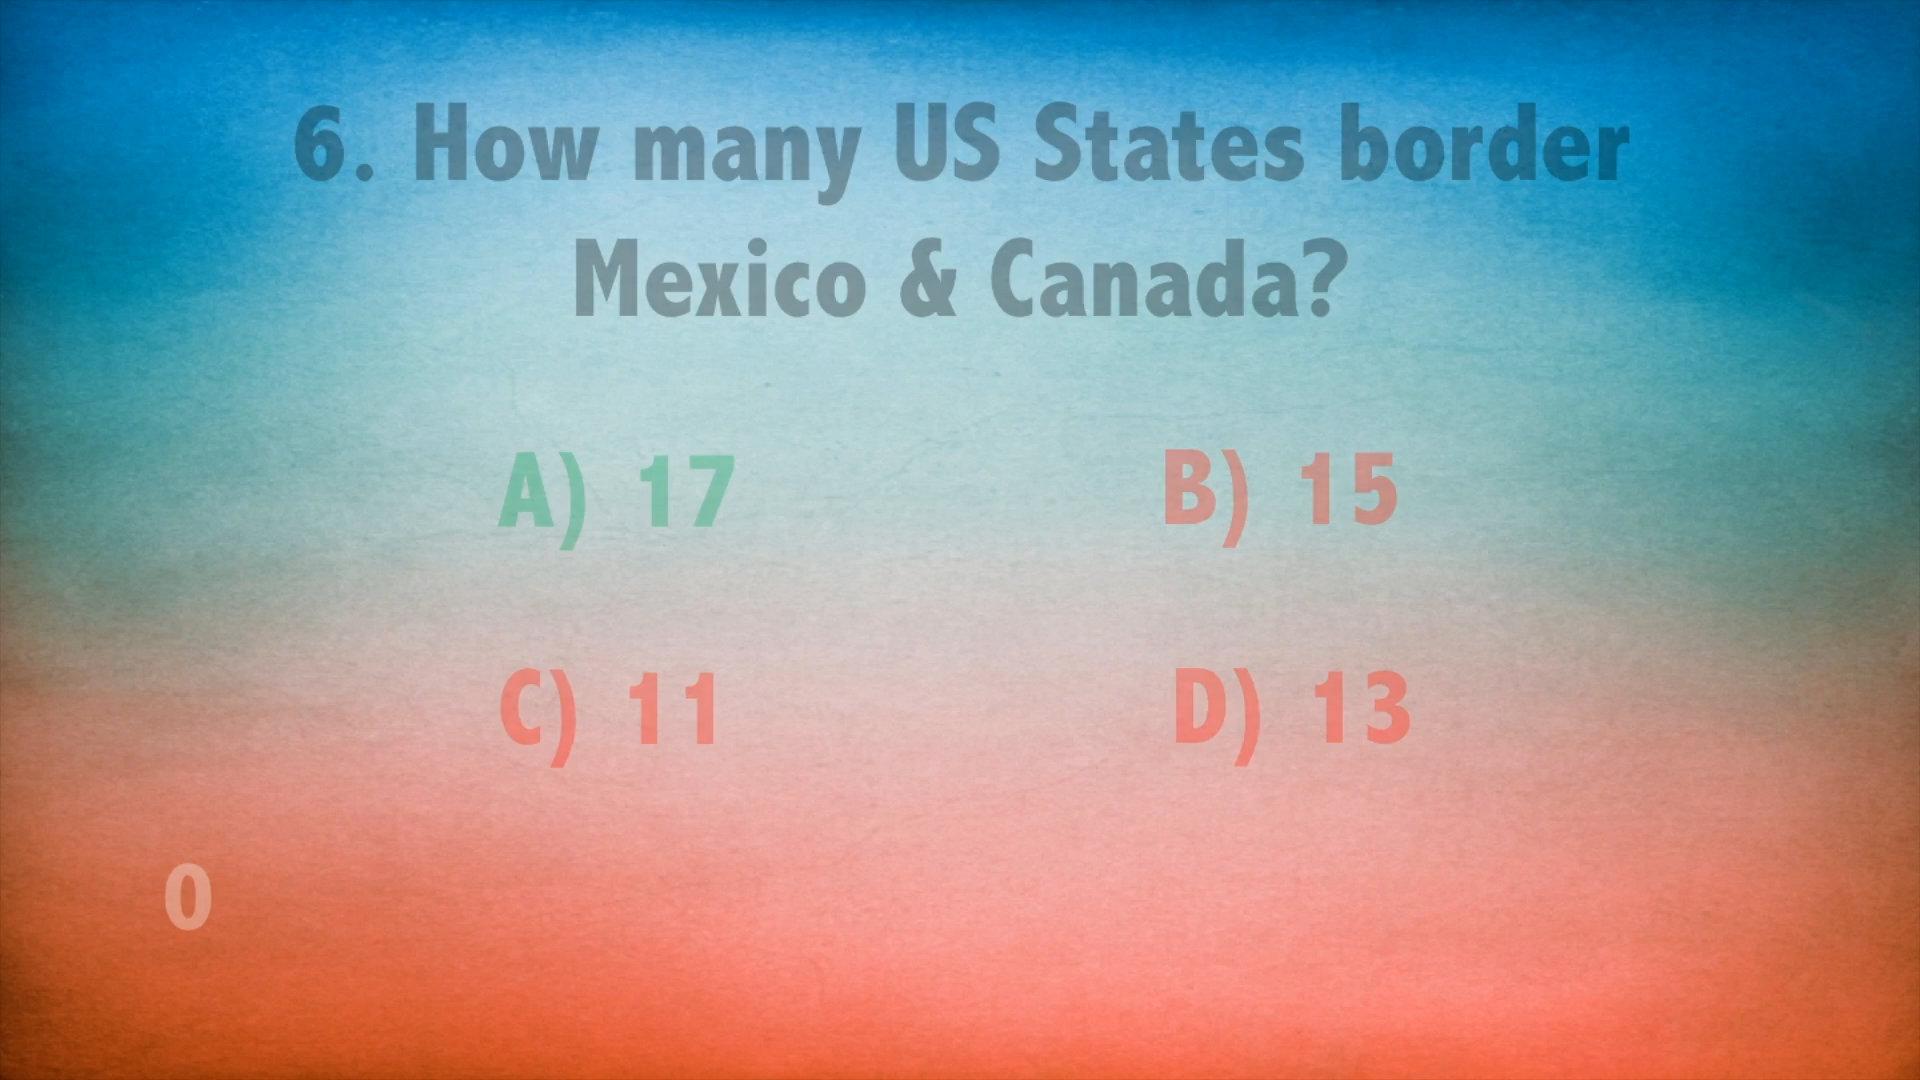 6. How many US States border
Mexico & Canada?
A) 17
B) 15
C) 11
D) 13
0